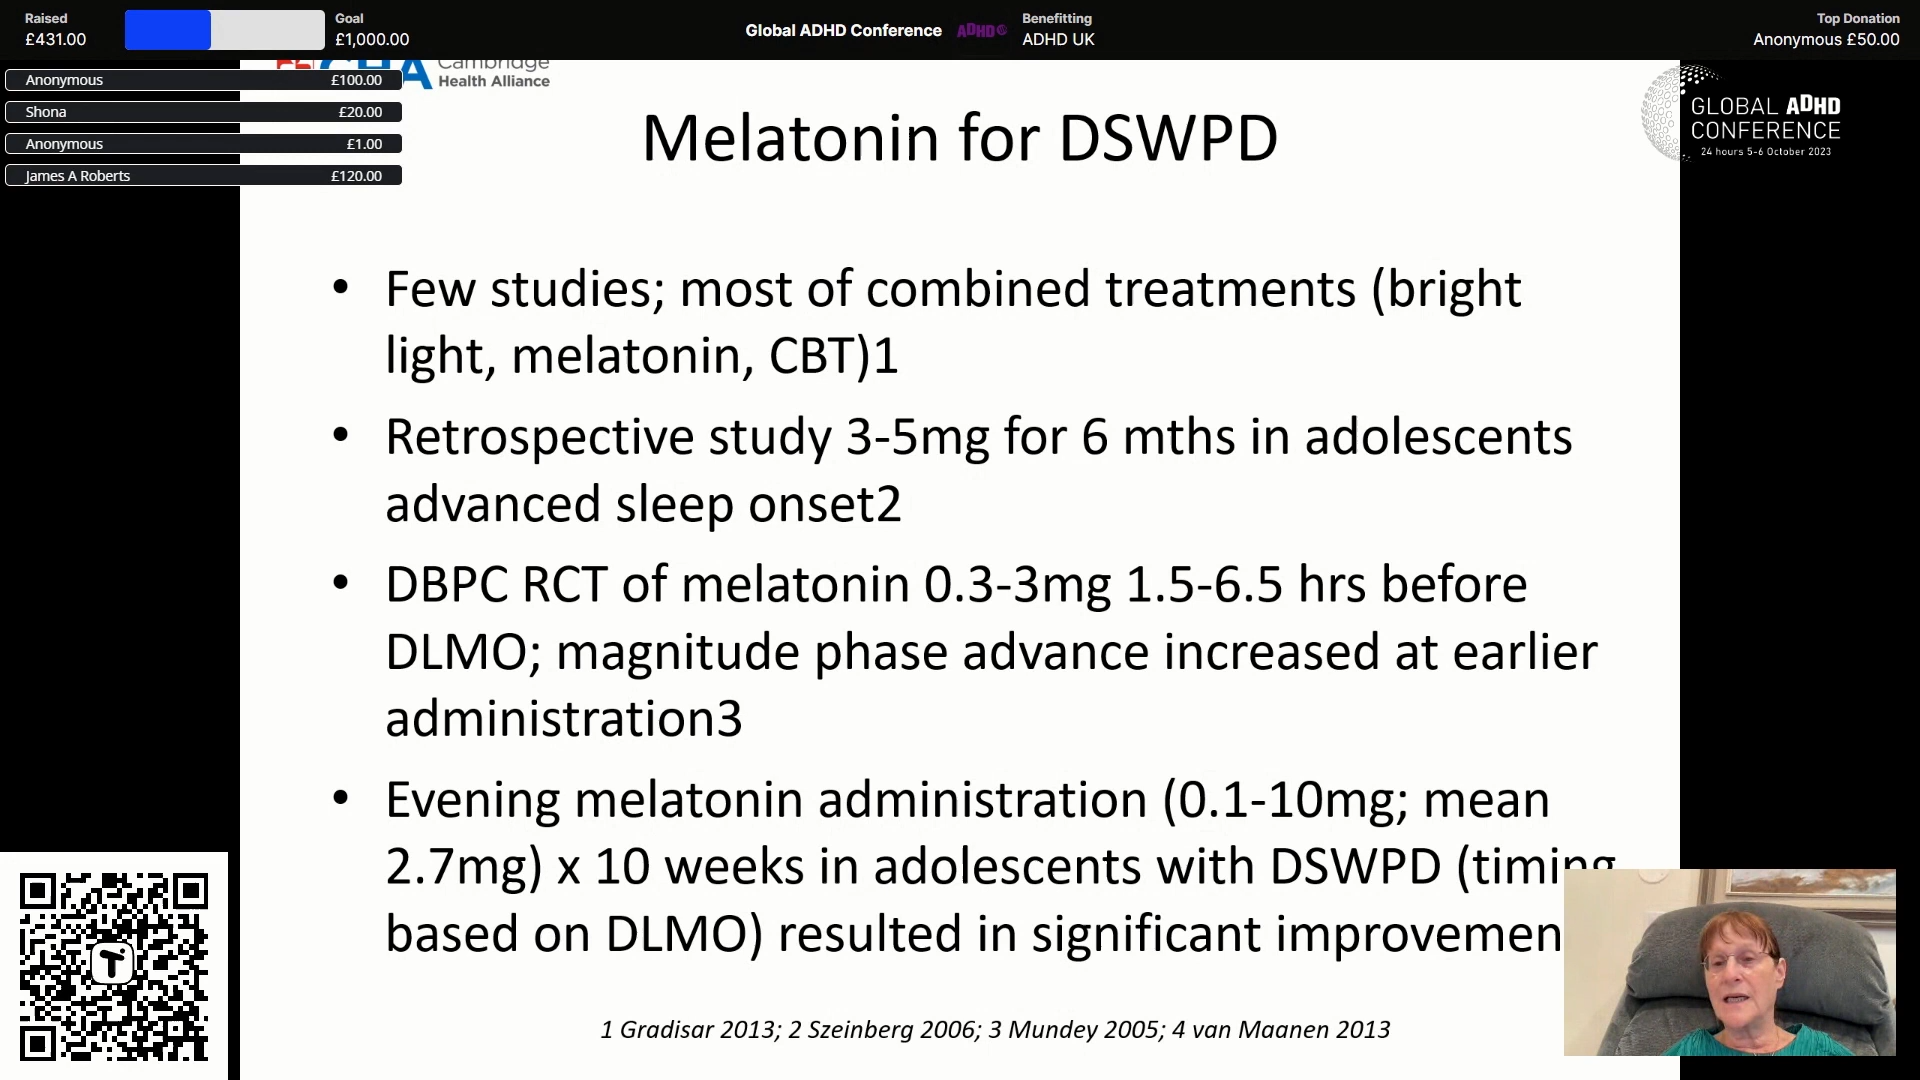 Raised
£431.00
Goal
£1,000.00
Global ADHD Conference
ADHD
Benefitting
ADHD UK
Top Donation
Anonymous £50.00
Anonymous £100.00
Shona £20.00
Anonymous £1.00
James A Roberts £120.00
CHA Cambridge
Health Alliance
GLOBAL ADHD
CONFERENCE
24 hours 5-6 October 2023
Melatonin for DSWPD
• Few studies; most of combined treatments (bright
light, melatonin, CBT)1
• Retrospective study 3-5mg for 6 mths in adolescents
advanced sleep onset2
• DBPC RCT of melatonin 0.3-3mg 1.5-6.5 hrs before
DLMO; magnitude phase advance increased at earlier
administration3
• Evening melatonin administration (0.1-10mg; mean
2.7mg) x 10 weeks in adolescents with DSWPD (timing
based on DLMO) resulted in significant improvemen
1 Gradisar 2013; 2 Szeinberg 2006; 3 Mundey 2005; 4 van Maanen 2013